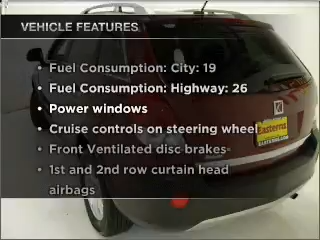 VEHICLE FEATURES
• Fuel Consumption: City: 19
• Fuel Consumption: Highway: 26
• Power windows
• Cruise controls on steering wheel
• Front Ventilated disc brakes
• 1st and 2nd row curtain head
airbags
Easterns